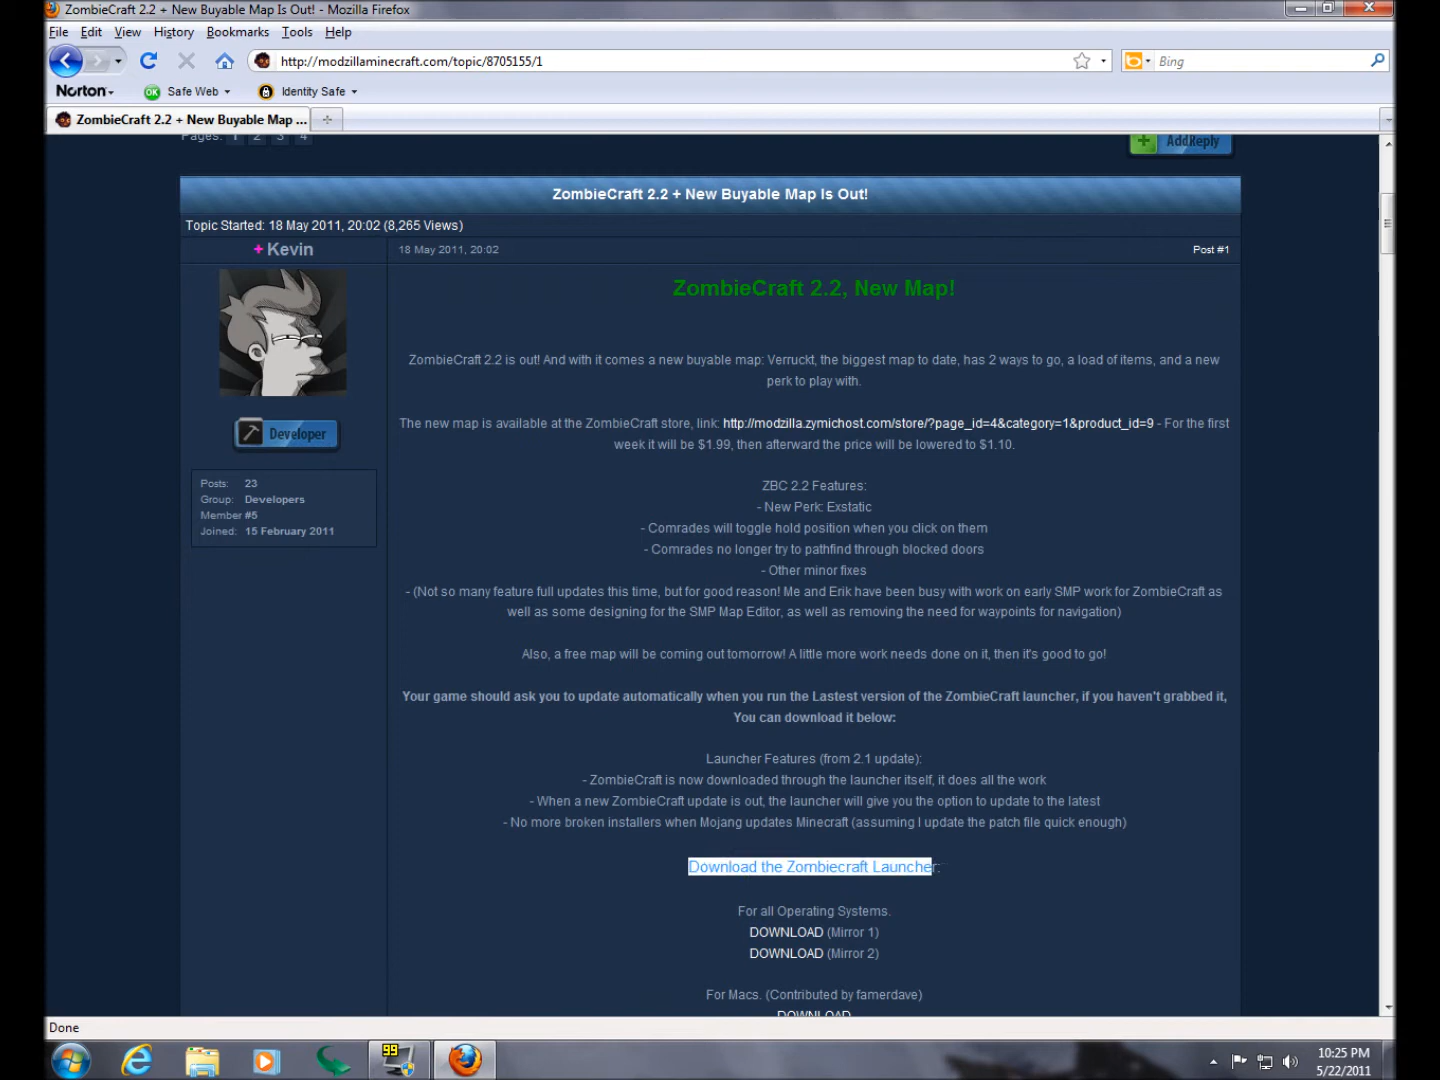 ZombieCraft 2.2 + New Buyable Map Is Out! - Mozilla Firefox
File Edit View History Bookmarks Tools Help
http://modzillaminecraft.com/topic/8705155/1
Bing
Norton Safe Web Identity Safe
ZombieCraft 2.2 + New Buyable Map ...
Pages: 1 2 3 4
AddReply
ZombieCraft 2.2 + New Buyable Map Is Out!
Topic Started: 18 May 2011, 20:02 (8,265 Views)
+ Kevin
18 May 2011, 20:02
Post #1
ZombieCraft 2.2, New Map!
ZombieCraft 2.2 is out! And with it comes a new buyable map: Verruckt, the biggest map to date, has 2 ways to go, a load of items, and a new
perk to play with.
Developer
The new map is available at the ZombieCraft store, link: http://modzilla.zymichost.com/store/?page_id=4&category=1&product_id=9 - For the first
week it will be $1.99, then afterward the price will be lowered to $1.10.
Posts: 23
Group: Developers
Member #5
Joined: 15 February 2011
ZBC 2.2 Features:
- New Perk: Exstatic
- Comrades will toggle hold position when you click on them
- Comrades no longer try to pathfind through blocked doors
- Other minor fixes
- (Not so many feature full updates this time, but for good reason! Me and Erik have been busy with work on early SMP work for ZombieCraft as
well as some designing for the SMP Map Editor, as well as removing the need for waypoints for navigation)
Also, a free map will be coming out tomorrow! A little more work needs done on it, then it's good to go!
Your game should ask you to update automatically when you run the Lastest version of the ZombieCraft launcher, if you haven't grabbed it,
You can download it below:
Launcher Features (from 2.1 update):
- ZombieCraft is now downloaded through the launcher itself, it does all the work
- When a new ZombieCraft update is out, the launcher will give you the option to update to the latest
- No more broken installers when Mojang updates Minecraft (assuming I update the patch file quick enough)
Download the Zombiecraft Launcher:
For all Operating Systems.
DOWNLOAD (Mirror 1)
DOWNLOAD (Mirror 2)
For Macs. (Contributed by famerdave)
DOWNLOAD
Done
99
10:25 PM
5/22/2011